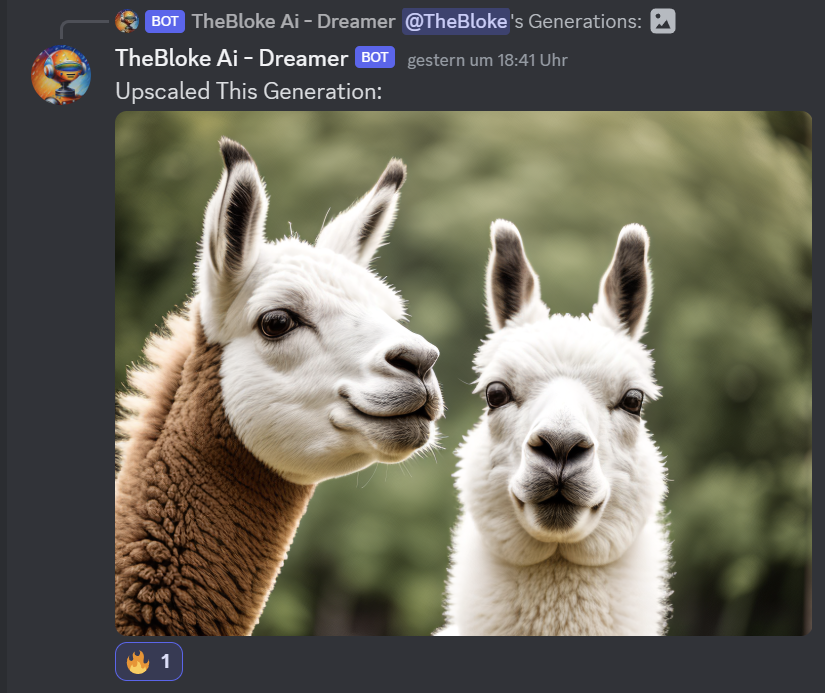 BOT TheBloke Ai - Dreamer @TheBloke's Generations:
TheBloke Ai - Dreamer BOT gestern um 18:41 Uhr
Upscaled This Generation:
1